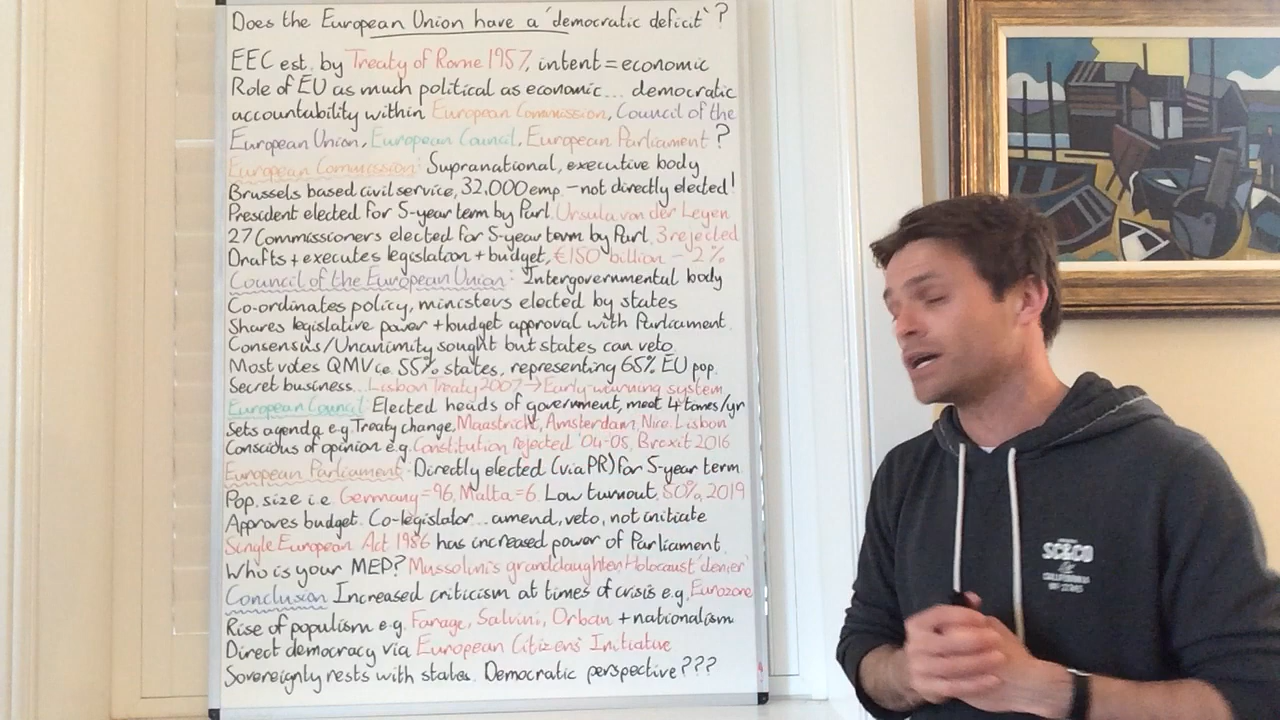 Does the European Union have a 'democratic deficit'?
EEC est. by Treaty of Rome 1957, intent = economic
Role of EU as much political as economic... democratic
accountability within European Commission, Council of the
European Union, European Council, European Parliament?
European Commission: Supranational, executive body
Brussels based civil service, 32,000 emp. - not directly elected!
President elected for 5-year term by Parl. Ursula von der Leyen
27 Commissioners elected for 5-year term by Parl. 3 rejected
Drafts + executes legislation + budget, €150 billion - 2%
Council of the European Union: Intergovernmental body
Co-ordinates policy, ministers elected by states
Shares legislative power + budget approval with Parliament.
Consensus/Unanimity sought but states can veto
Most votes QMV i.e. 55% states, representing 65% EU pop.
Secret business... Lisbon Treaty 2007 → Early-warning system
European Council: Elected heads of government, meet 4 times/yr
Sets agenda e.g. Treaty change, Maastricht, Amsterdam, Nice, Lisbon
Conscious of opinion e.g. Constitution rejected '04-05, Brexit 2016
European Parliament: Directly elected (via PR) for 5-year term
Pop. size i.e. Germany = 96, Malta = 6. Low turnout, 50%, 2019
Approves budget. Co-legislator... amend, veto, not initiate
Single European Act 1986 has increased power of Parliament.
Who is your MEP? Mussolini's granddaughter, Holocaust 'denier'
Conclusion Increased criticism at times of crisis e.g. Eurozone
Rise of populism e.g. Farage, Salvini, Orban + nationalism
Direct democracy via European Citizens' Initiative
Sovereignty rests with states. Democratic perspective???
SC&CO